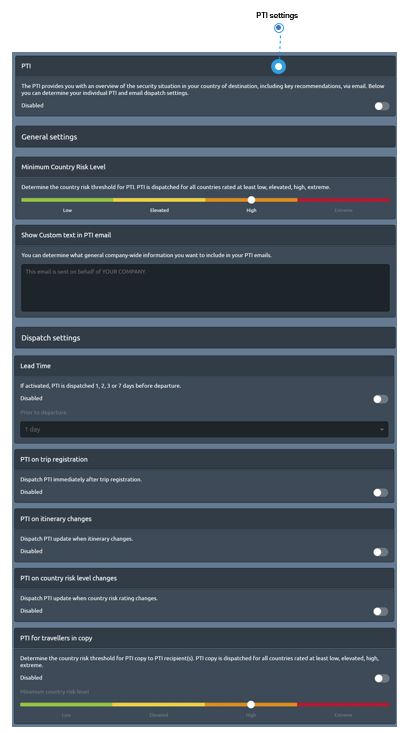 PTI settings
PTI
The PTI provides you with an overview of the security situation in your country of destination, including key recommendations, via email. Below
you can determine your individual PTI and email dispatch settings.
Disabled
General settings
Minimum Country Risk Level
Determine the country risk threshold for PTI. PTI is dispatched for all countries rated at least low, elevated, high, extreme.
Low Elevated High Extreme
Show Custom text in PTI email
You can determine what general company-wide information you want to include in your PTI emails.
This email is sent on behalf of YOUR COMPANY.
Dispatch settings
Lead Time
If activated, PTI is dispatched 1, 2, 3 or 7 days before departure.
Disabled
Prior to departure
1 day
PTI on trip registration
Dispatch PTI immediately after trip registration.
Disabled
PTI on itinerary changes
Dispatch PTI update when itinerary changes.
Disabled
PTI on country risk level changes
Dispatch PTI update when country risk rating changes.
Disabled
PTI for travellers in copy
Determine the country risk threshold for PTI copy to PTI recipient(s). PTI copy is dispatched for all countries rated at least low, elevated, high,
extreme.
Disabled
Minimum country risk level
Low Elevated High Extreme